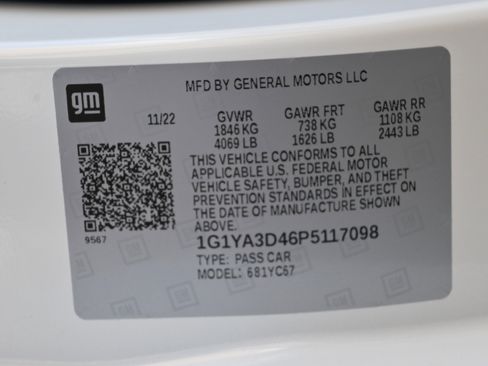 gm
MFD BY GENERAL MOTORS LLC
11/22 GVWR GAWR FRT GAWR RR
1846 KG 738 KG 1108 KG
4069 LB 1626 LB 2443 LB
THIS VEHICLE CONFORMS TO ALL
APPLICABLE U.S. FEDERAL MOTOR
VEHICLE SAFETY, BUMPER, AND THEFT
PREVENTION STANDARDS IN EFFECT ON
THE DATE OF MANUFACTURE SHOWN
ABOVE.
9567
1G1YA3D46P5117098
TYPE: PASS CAR
MODEL: 681YC67